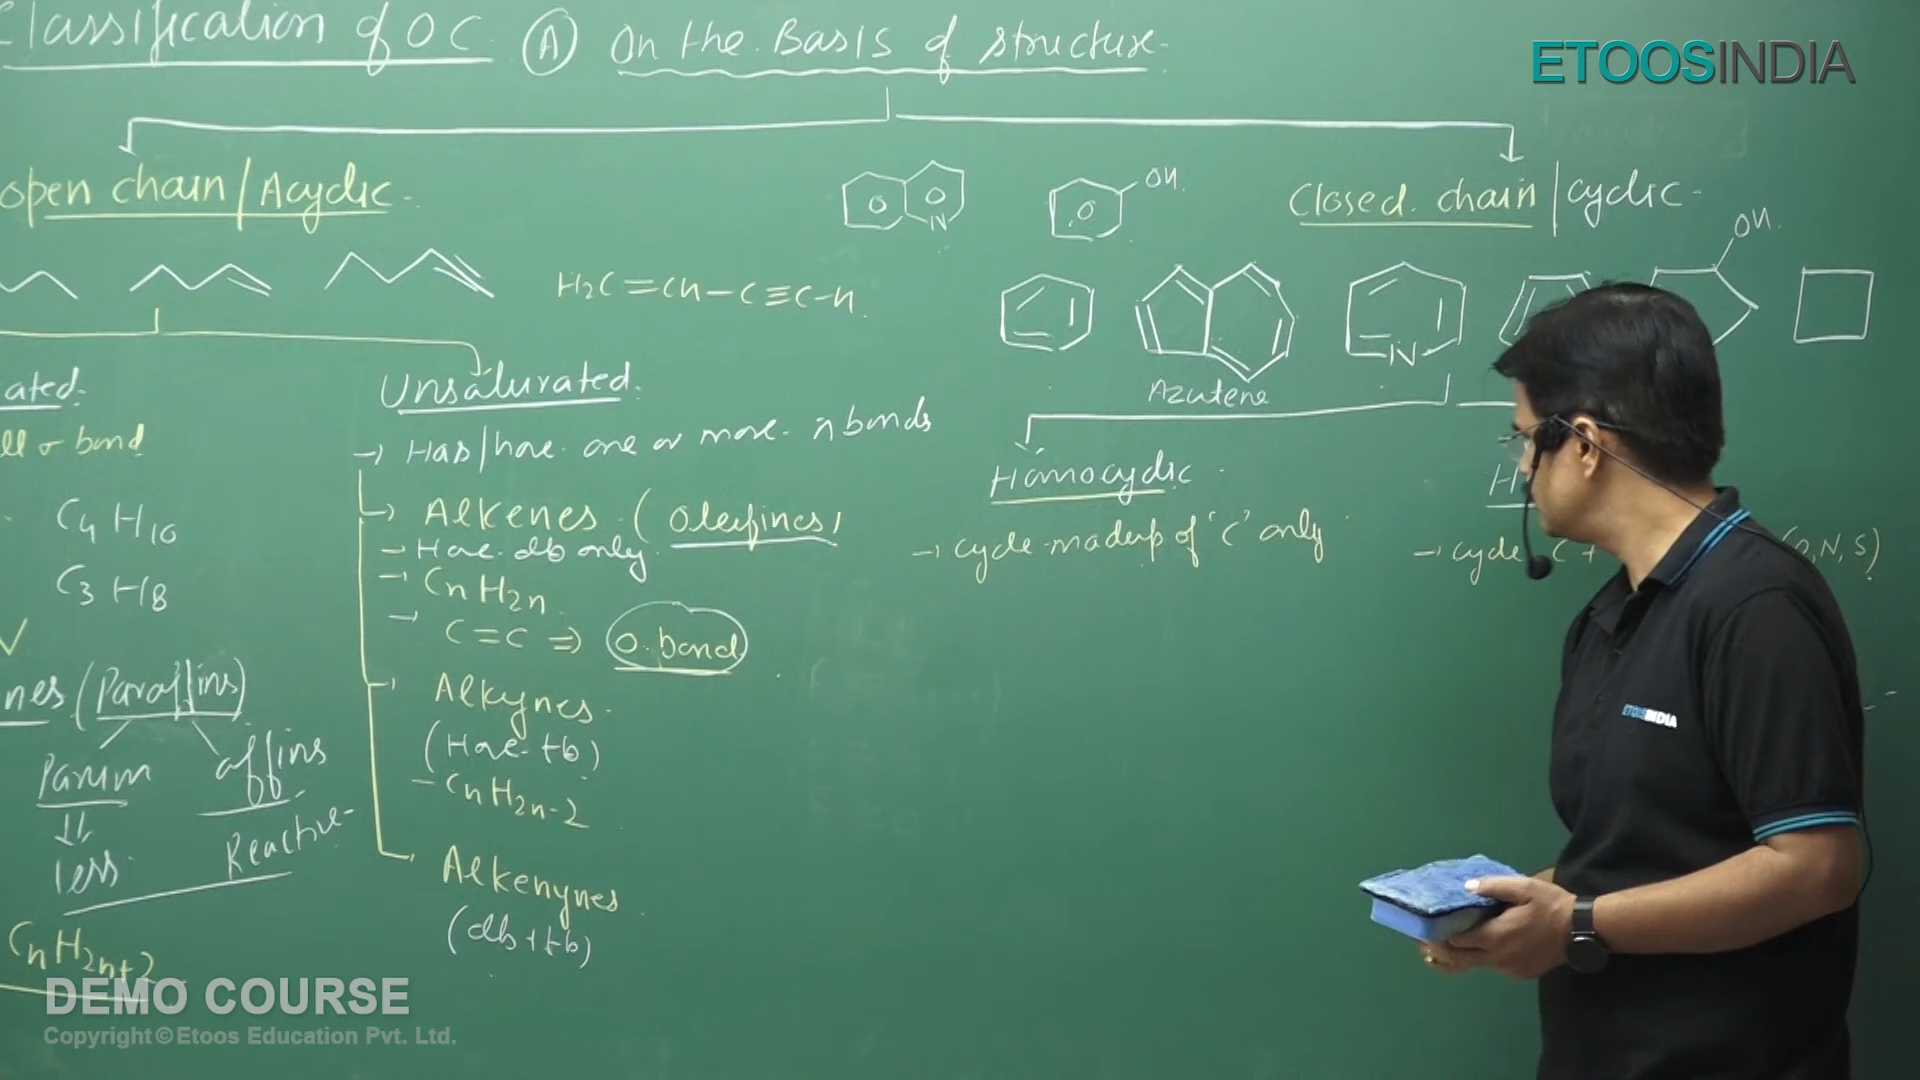 Classification of OC (A) On the Basis of structure-
ETOOSINDIA
open chain/Acyclic-
Closed chain/cyclic-
N
OH
OH
H2C=CH-C≡C-H
N
Azulene
ated.
Unsaturated.
ll σ bond
→ Has/have one or more π bonds
Homocyclic
H
C4H10
Alkenes (Olefines)
→ cycle made up of 'C' only
→ cycle C + (O, N, S)
- Have db only
C3H8
- CnH2n
- C=C => O.bond
nes (Paraffins)
Alkynes
(Have tb)
Parum affins
- CnH2n-2
less Reactive-
Alkenynes
(db+tb)
CnH2n+2
DEMO COURSE
Copyright © Etoos Education Pvt. Ltd.
ETOOSINDIA